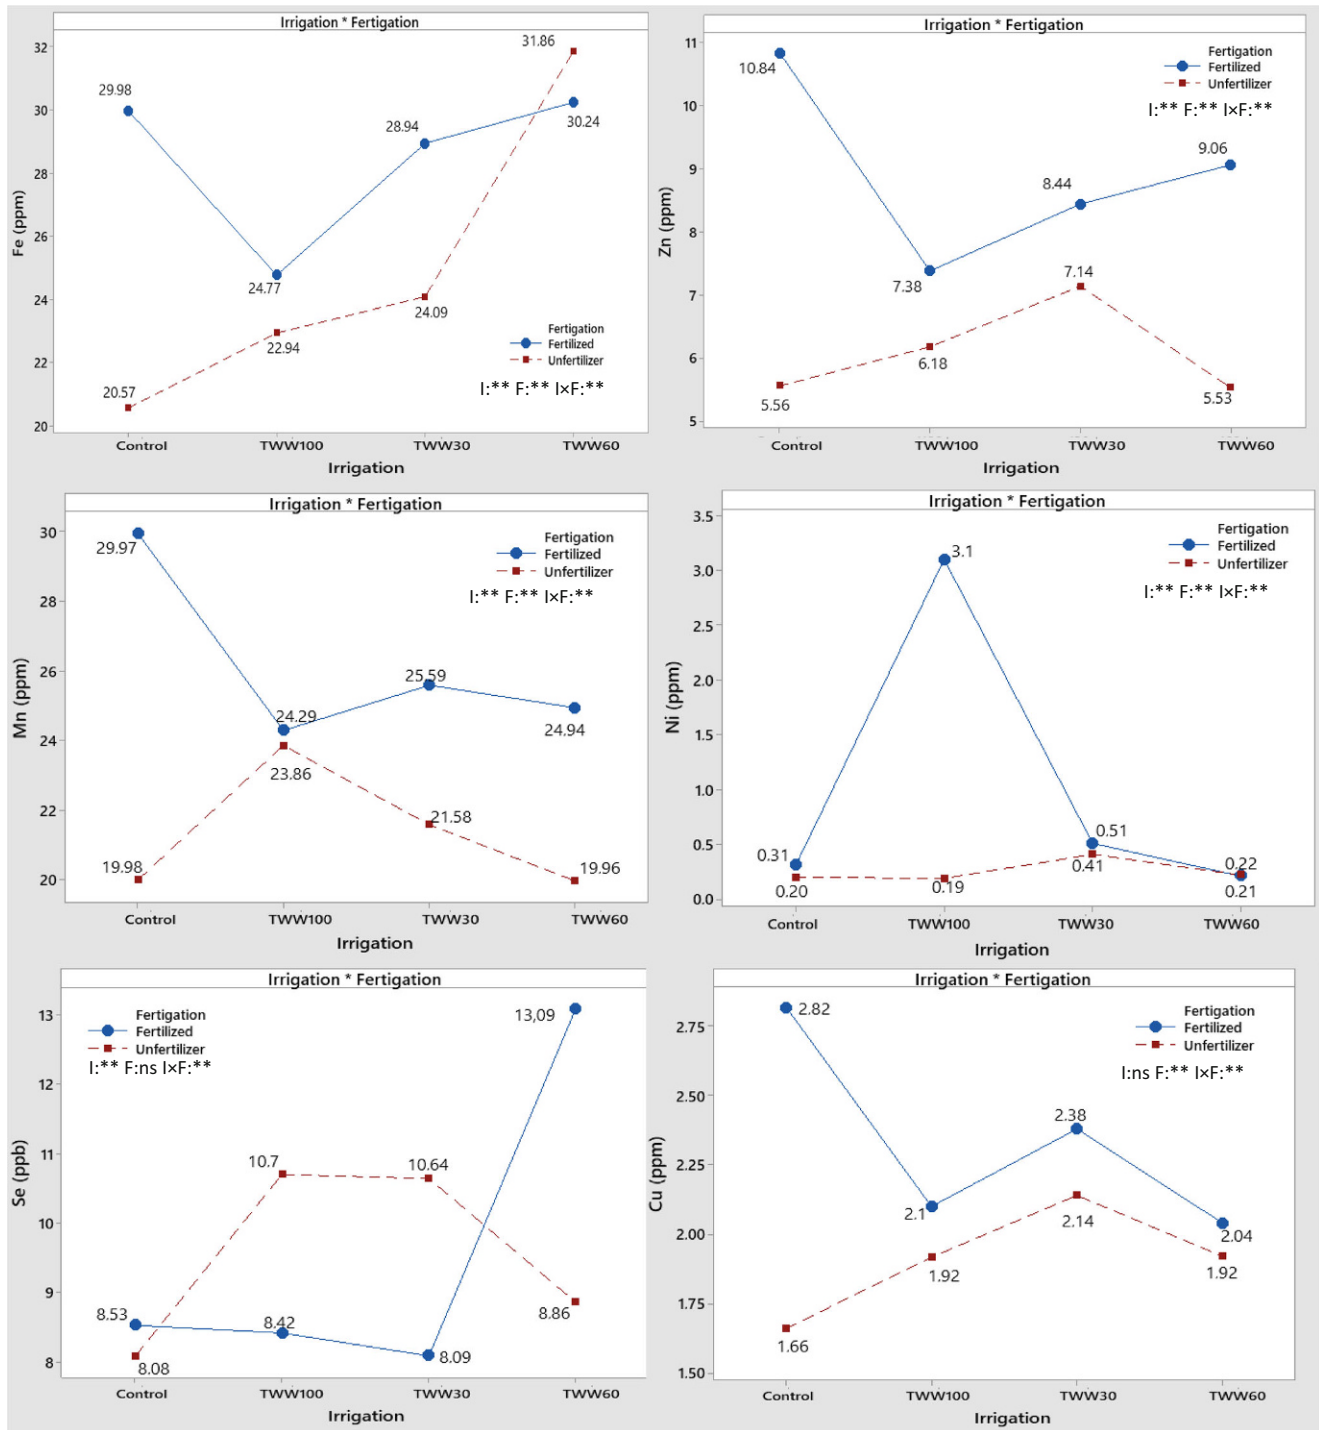 Irrigation * Fertigation
32
30
28
26
24
22
20
Fe (ppm)
29.98
24.77
28.94
30.24
20.57
22.94
24.09
31.86
Fertigation
Fertilized
Unfertilizer
I:** F:** I×F:**
Control TWW100 TWW30 TWW60
Irrigation
Irrigation * Fertigation
11
10
9
8
7
6
5
Zn (ppm)
10.84
7.38
8.44
9.06
5.56
6.18
7.14
5.53
Fertigation
Fertilized
Unfertilizer
I:** F:** I×F:**
Control TWW100 TWW30 TWW60
Irrigation
Irrigation * Fertigation
30
28
26
24
22
20
Mn (ppm)
29.97
24.29
25.59
24.94
19.98
23.86
21.58
19.96
Fertigation
Fertilized
Unfertilizer
I:** F:** I×F:**
Control TWW100 TWW30 TWW60
Irrigation
Irrigation * Fertigation
3.5
3.0
2.5
2.0
1.5
1.0
0.5
0.0
Ni (ppm)
0.31
3.1
0.51
0.22
0.20
0.19
0.41
0.21
Fertigation
Fertilized
Unfertilizer
I:** F:** I×F:**
Control TWW100 TWW30 TWW60
Irrigation
Irrigation * Fertigation
13
12
11
10
9
8
Se (ppb)
8.53
8.42
8.09
13,09
8.08
10.7
10.64
8.86
Fertigation
Fertilized
Unfertilizer
I:** F:ns I×F:**
Control TWW100 TWW30 TWW60
Irrigation
Irrigation * Fertigation
2.75
2.50
2.25
2.00
1.75
1.50
Cu (ppm)
2.82
2.1
2.38
2.04
1.66
1.92
2.14
1.92
Fertigation
Fertilized
Unfertilizer
I:ns F:** I×F:**
Control TWW100 TWW30 TWW60
Irrigation